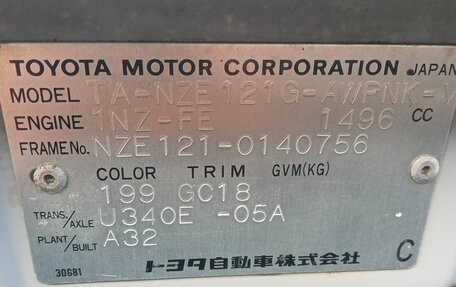 TOYOTA MOTOR CORPORATION JAPAN
MODEL TA-NZE121G-AWPNK-V
ENGINE 1NZ-FE 1496 CC
FRAME No. NZE121-0140756
COLOR TRIM GVM(KG)
199 GC18
TRANS./AXLE U340E -05A
PLANT/BUILT A32
トヨタ自動車株式会社 C
30681